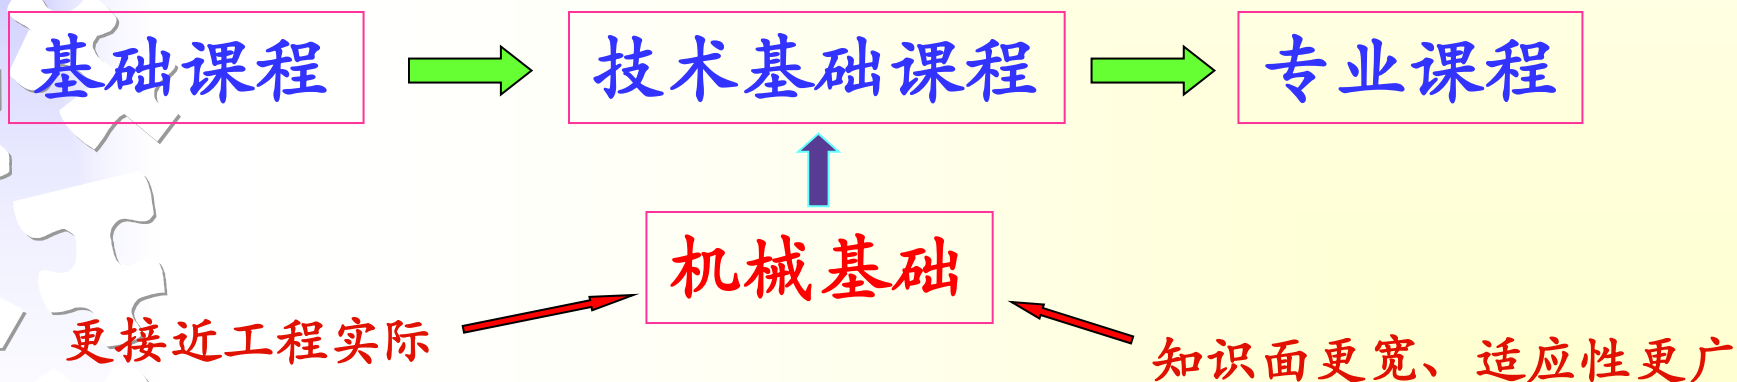 基础课程
技术基础课程
专业课程
机械基础
更接近工程实际
知识面更宽、适应性更广